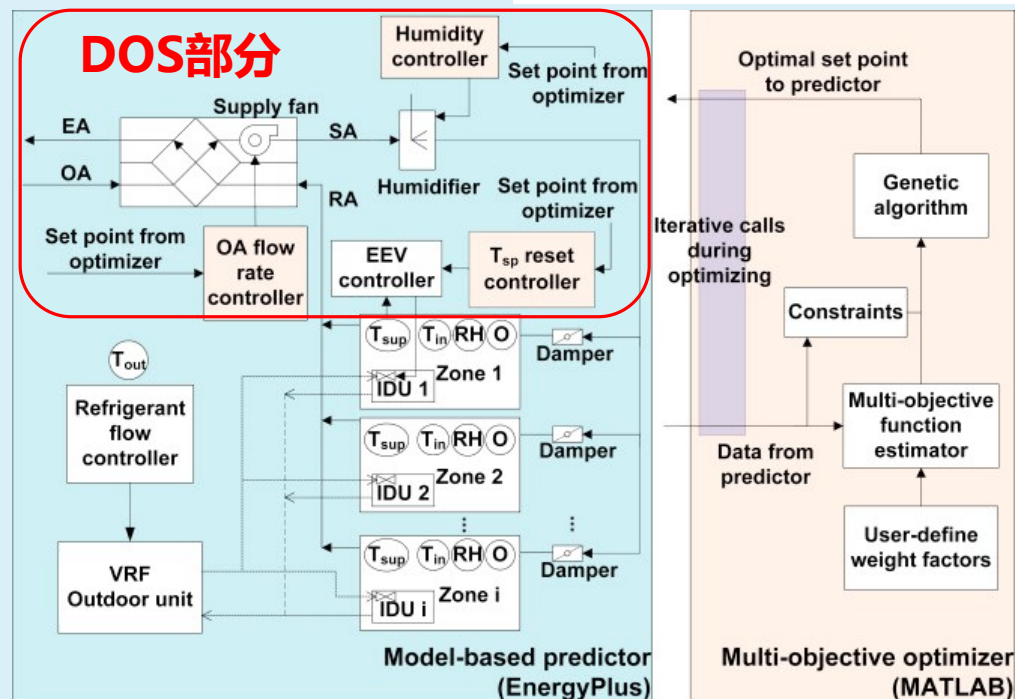 DOS部分
Humidity
controller
Set point from
optimizer
Supply fan
EA
SA
OA
RA
Humidifier
Set point from
optimizer
Set point from
optimizer
OA flow
rate
controller
EEV
controller
Tsp reset
controller
Tout
Refrigerant
flow
controller
VRF
Outdoor unit
Tsup
Tin
RH
O
Zone 1
IDU 1
Damper
Tsup
Tin
RH
O
Zone 2
IDU 2
Damper
Tsup
Tin
RH
O
Zone i
IDU i
Damper
Model-based predictor
(EnergyPlus)
Optimal set point
to predictor
Genetic
algorithm
Iterative calls
during
optimizing
Constraints
Multi-objective
function
estimator
Data from
predictor
User-define
weight factors
Multi-objective optimizer
(MATLAB)